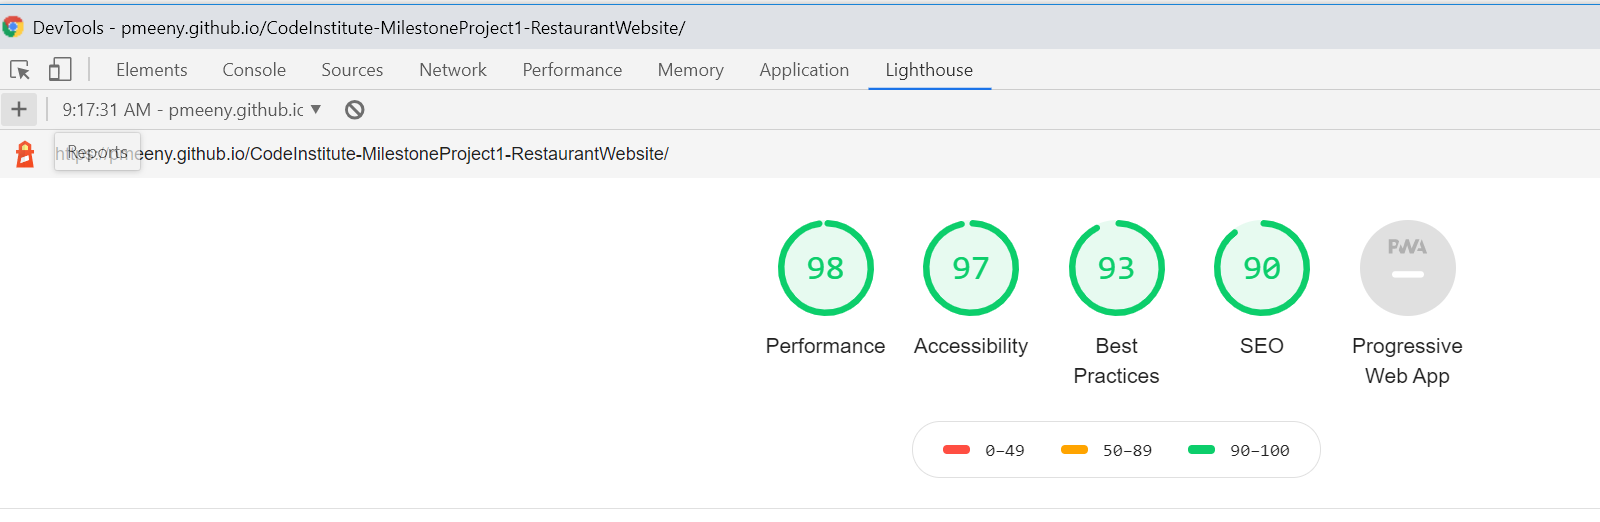 DevTools - pmeeny.github.io/CodeInstitute-MilestoneProject1-RestaurantWebsite/
Elements Console Sources Network Performance Memory Application Lighthouse
9:17:31 AM - pmeeny.github.ic
Reports
https://pmeeny.github.io/CodeInstitute-MilestoneProject1-RestaurantWebsite/
98 97 93 90 PWA
Performance Accessibility Best Practices SEO Progressive Web App
0–49 50–89 90–100